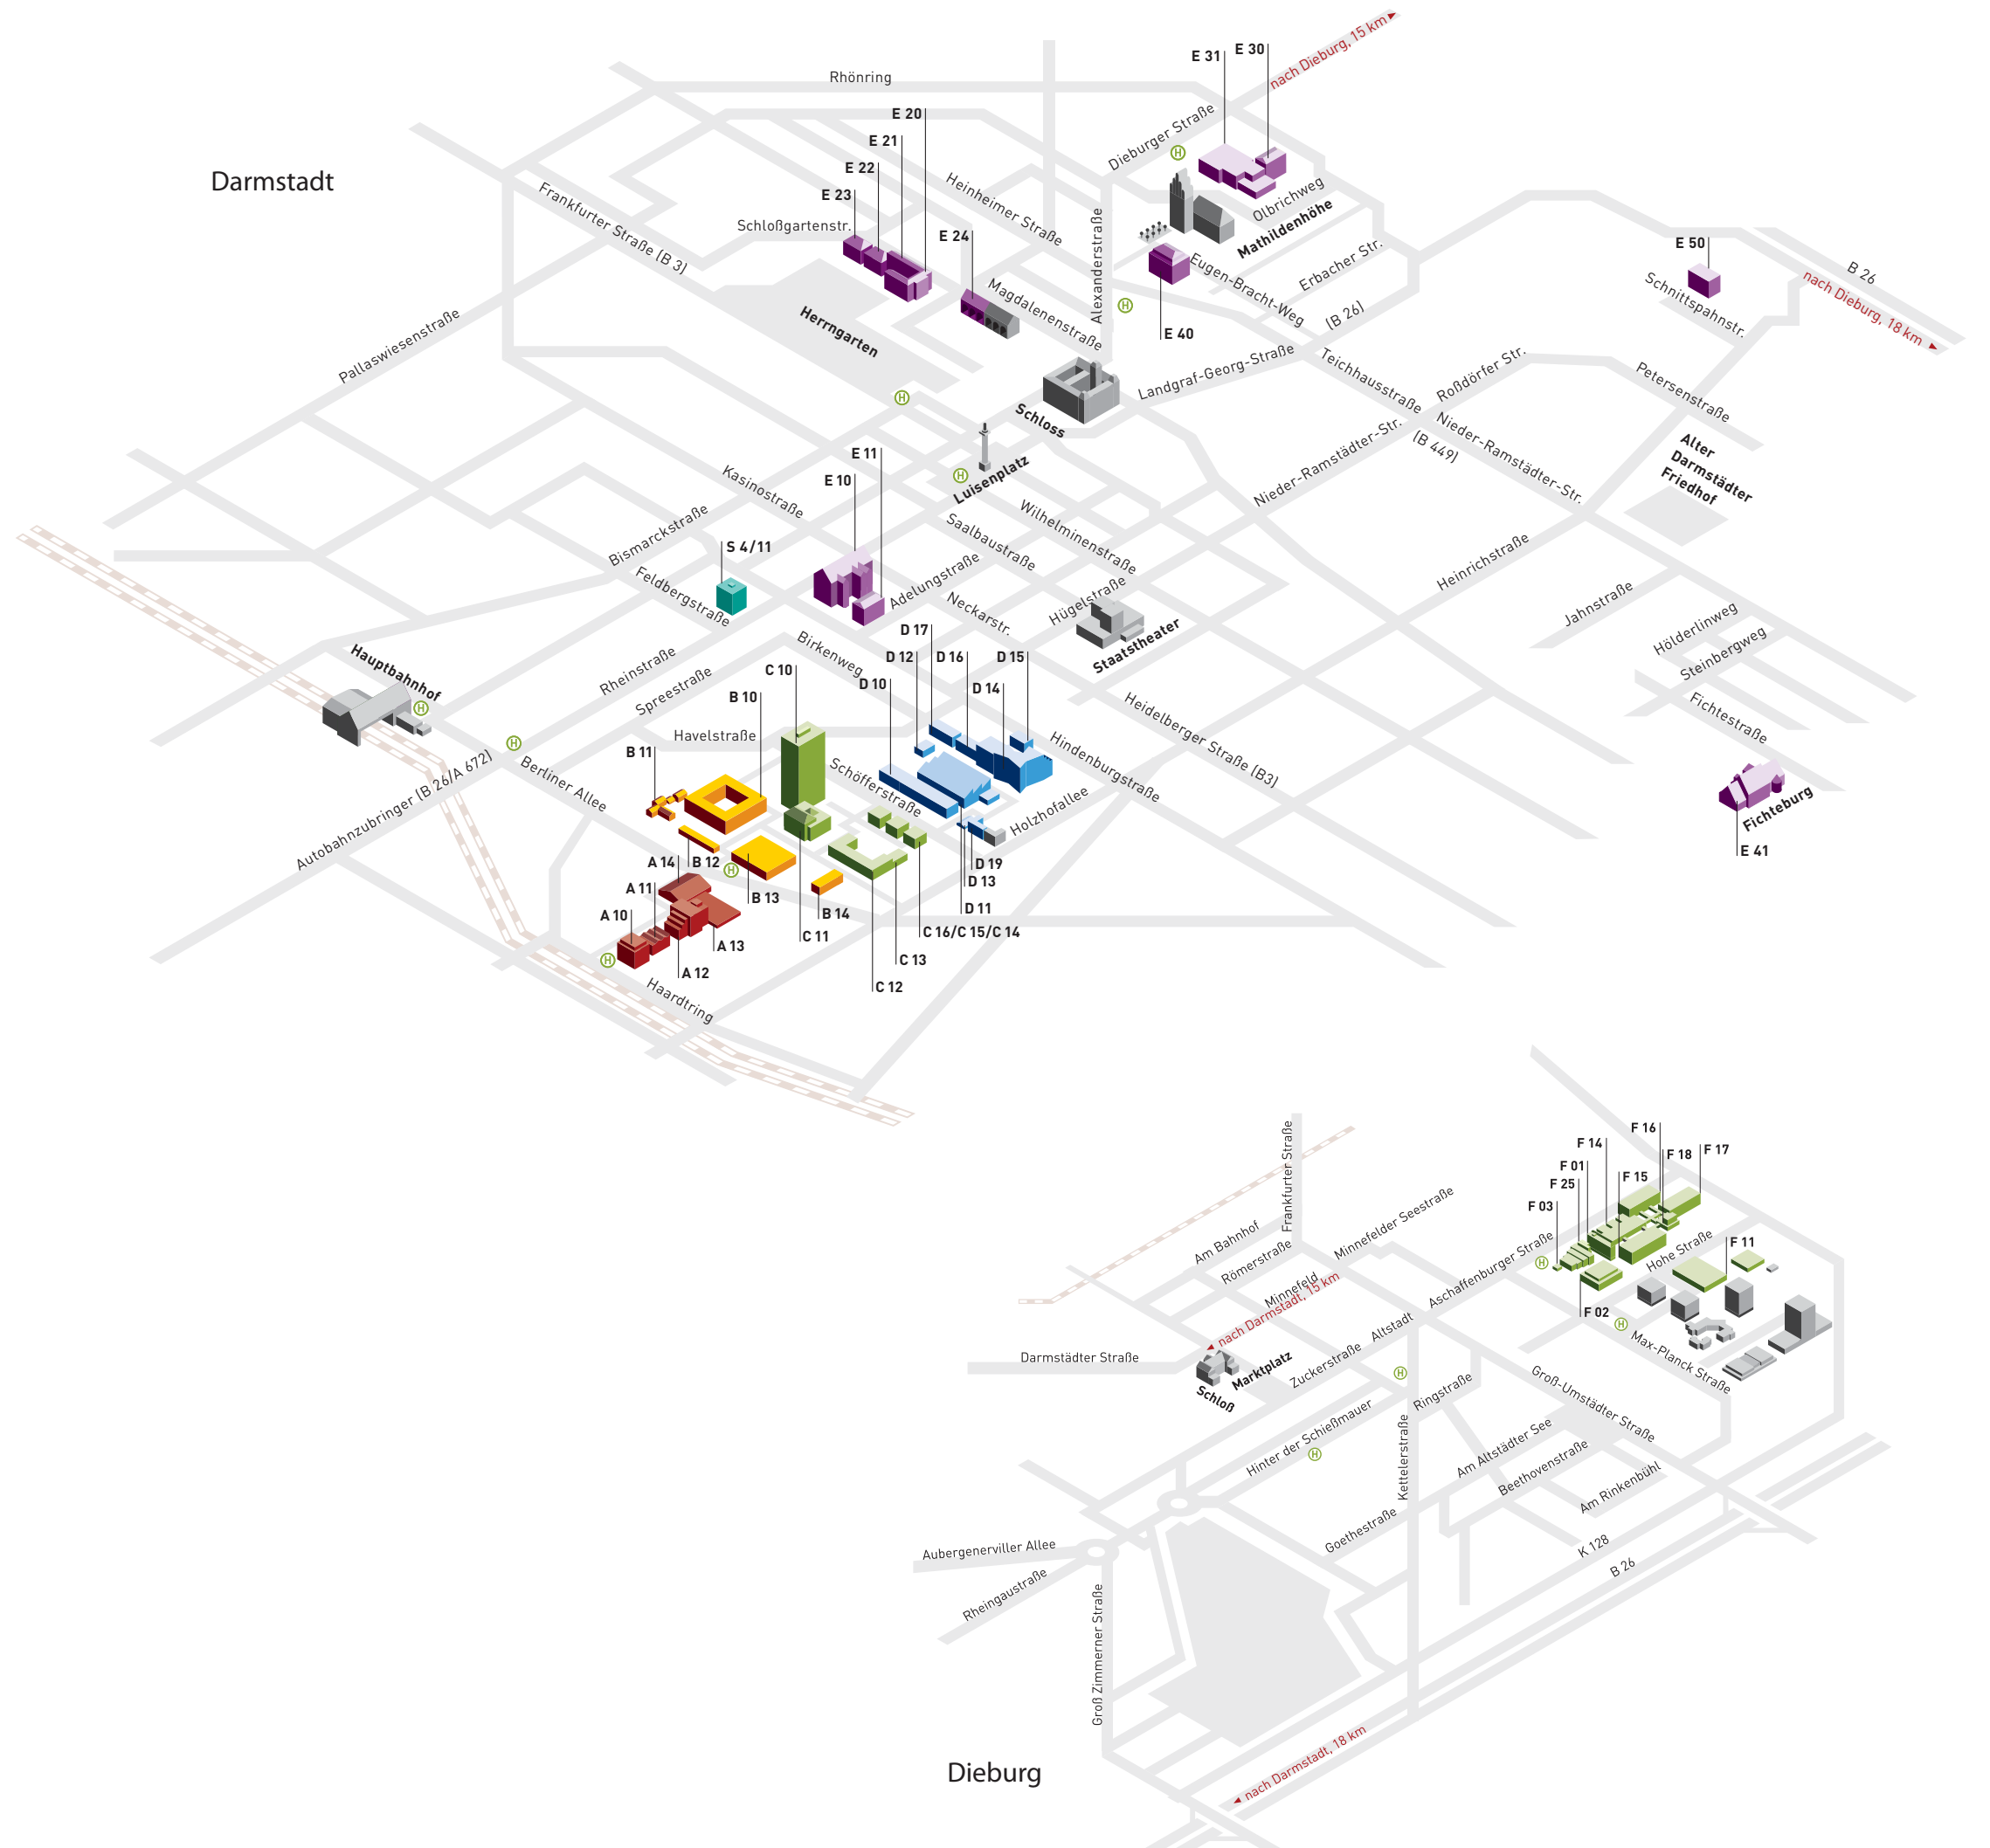 Darmstadt
Rhönring
nach Dieburg, 15 km
E 31
E 30
Dieburger Straße
H
E 20
E 21
E 22
E 23
E 24
Schloßgartenstr.
Frankfurter Straße (B 3)
Heinheimer Straße
Alexanderstraße
Olbrichweg
Mathildenhöhe
Eugen-Bracht-Weg
Erbacher Str.
(B 26)
E 40
H
E 50
Schnittspahnstr.
B 26
nach Dieburg, 18 km
Pallaswiesenstraße
Herrngarten
Magdalenenstraße
H
Schloss
Landgraf-Georg-Straße
Teichhausstraße
Roßdörfer Str.
Petersenstraße
Nieder-Ramstädter-Str.
(B 449)
Nieder-Ramstädter-Str.
Alter
Darmstädter
Friedhof
Luisenplatz
H
E 11
E 10
Kasinostraße
Bismarckstraße
Saalbaustraße
Wilhelminenstraße
S 4/11
Feldbergstraße
Adelungstraße
Neckarstr.
Hügelstraße
Staatstheater
Heinrichstraße
Jahnstraße
Hölderlinweg
Steinbergweg
Fichtestraße
Fichteburg
E 41
Hauptbahnhof
H
Rheinstraße
Spreestraße
Birkenweg
Havelstraße
H
Berliner Allee
Autobahnzubringer (B 26/A 672)
C 10
B 10
B 11
D 17
D 12
D 16
D 15
D 10
D 14
Schöfferstraße
Hindenburgstraße
Heidelberger Straße (B3)
Holzhofallee
B 12
H
B 13
B 14
C 11
C 12
C 13
C 16/C 15/C 14
D 19
D 13
D 11
A 14
A 11
A 10
A 13
A 12
H
Haardtring
F 16
F 14
F 18
F 17
F 01
F 15
F 25
F 03
F 11
F 02
Frankfurter Straße
Am Bahnhof
Römerstraße
Minnefelder Seestraße
Minnefeld
nach Darmstadt, 15 km
Aschaffenburger Straße
H
Hohe Straße
H
Max-Planck Straße
Darmstädter Straße
Schloß
Marktplatz
Zuckerstraße
Altstadt
H
Ringstraße
Groß-Umstädter Straße
Hinter der Schießmauer
H
Kettelerstraße
Am Altstädter See
Beethovenstraße
Am Rinkenbühl
Goethestraße
K 128
B 26
Aubergenerviller Allee
Rheingaustraße
Groß Zimmerner Straße
nach Darmstadt, 18 km
Dieburg